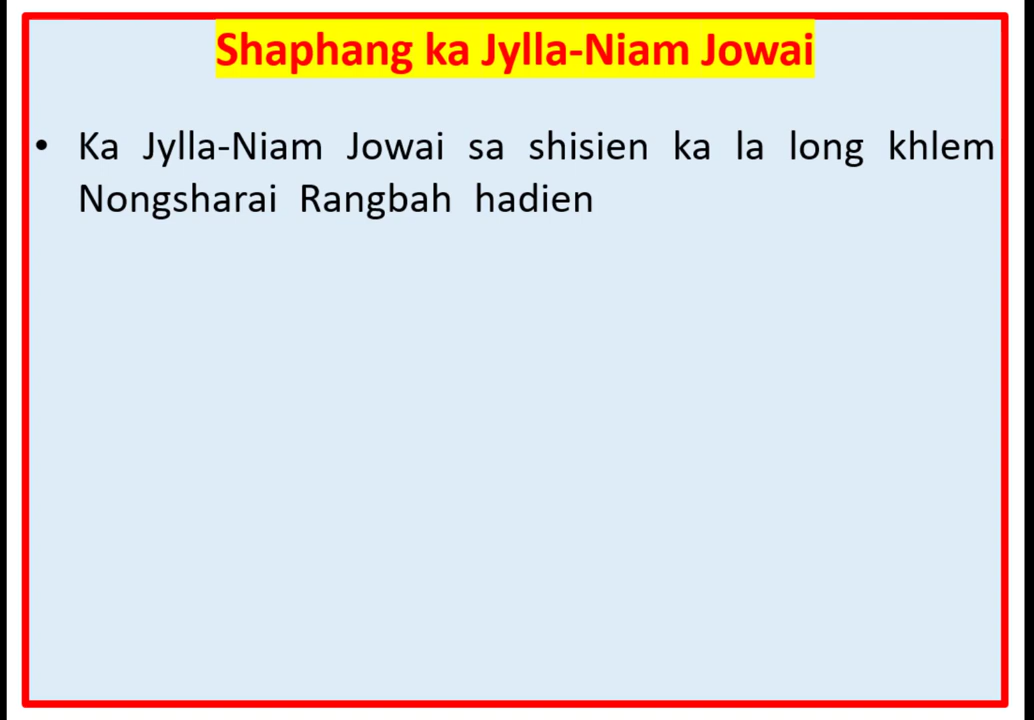 Shaphang ka Jylla-Niam Jowai
• Ka Jylla-Niam Jowai sa shisien ka la long khlem
Nongsharai Rangbah hadien